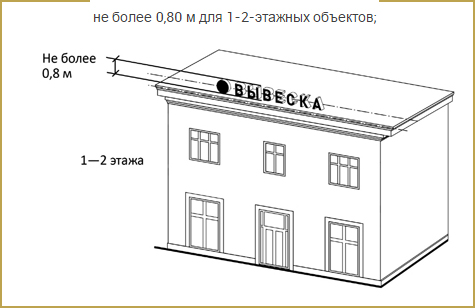 не более 0,80 м для 1-2-этажных объектов;
Не более
0,8 м
ВЫВЕСКА
1—2 этажа